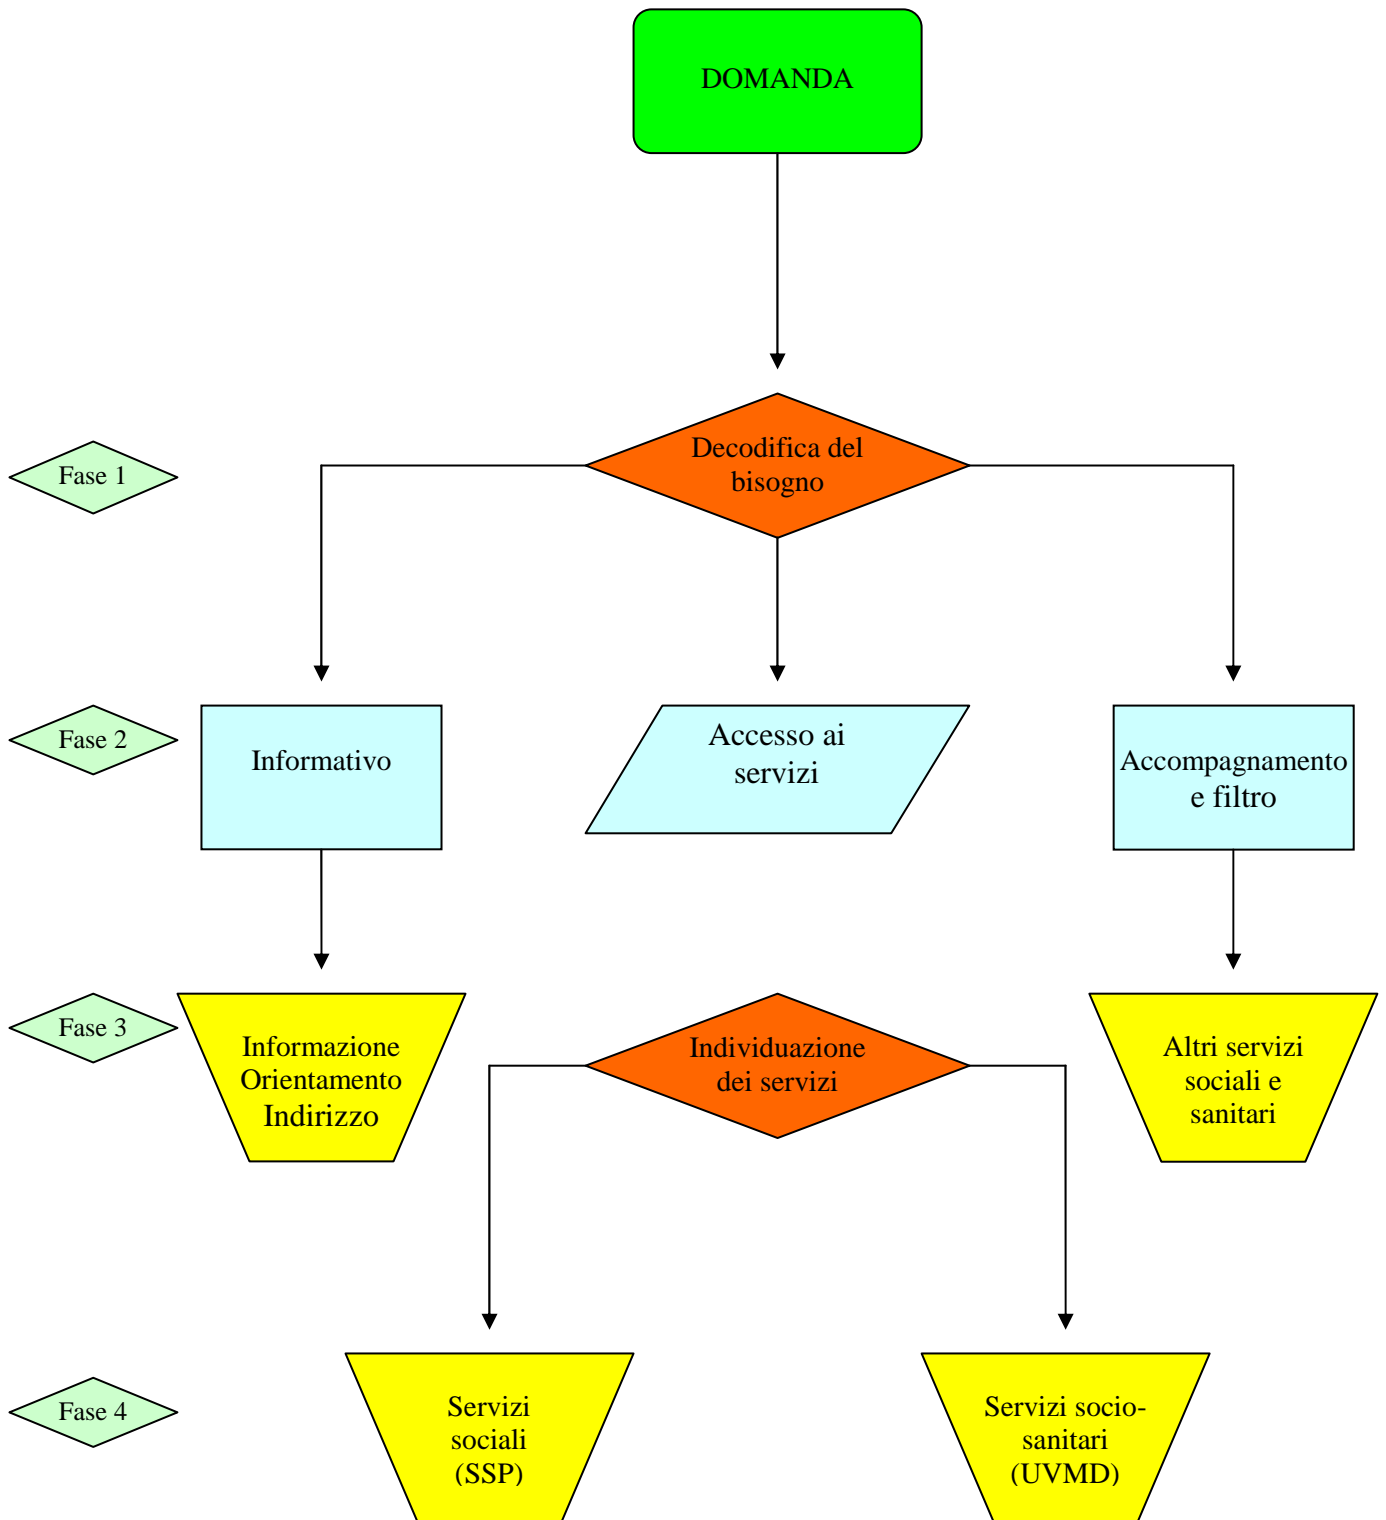 DOMANDA
Fase 1
Decodifica del
bisogno
Fase 2
Informativo
Accesso ai
servizi
Accompagnamento
e filtro
Fase 3
Informazione
Orientamento
Indirizzo
Individuazione
dei servizi
Altri servizi
sociali e
sanitari
Fase 4
Servizi
sociali
(SSP)
Servizi socio-
sanitari
(UVMD)